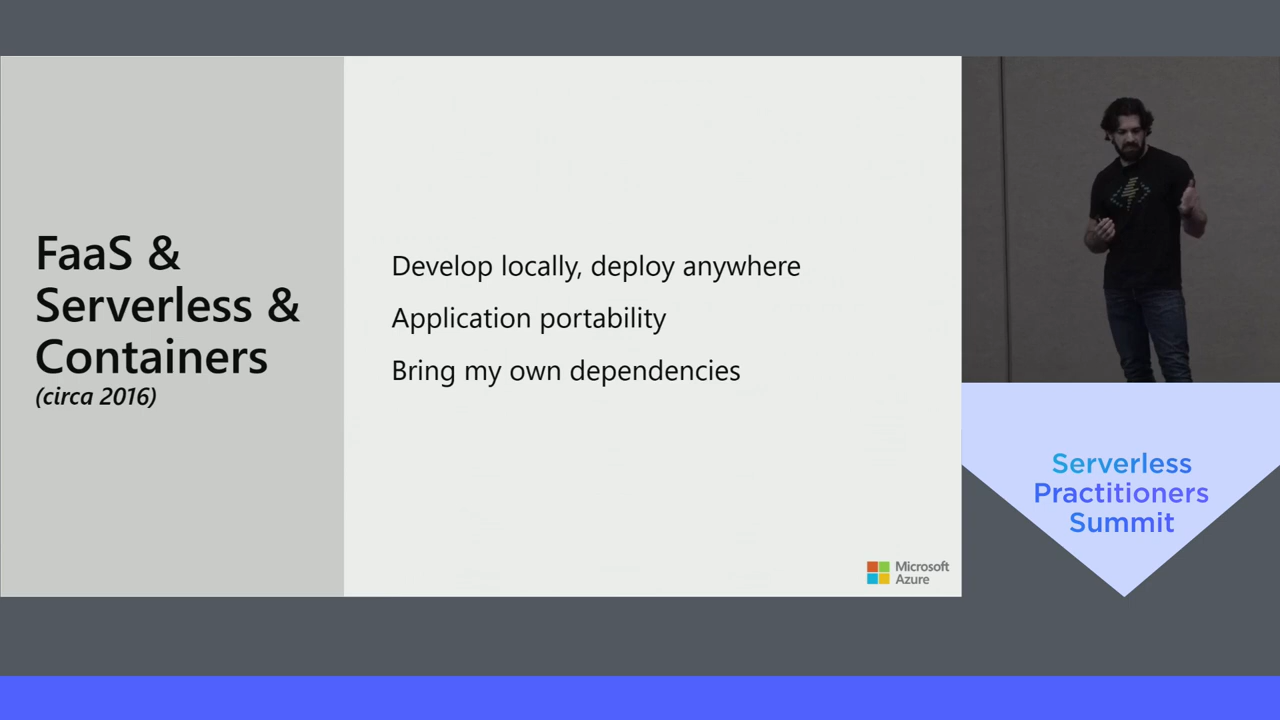 FaaS &
Serverless &
Containers
(circa 2016)
Develop locally, deploy anywhere
Application portability
Bring my own dependencies
Microsoft
Azure
Serverless
Practitioners
Summit